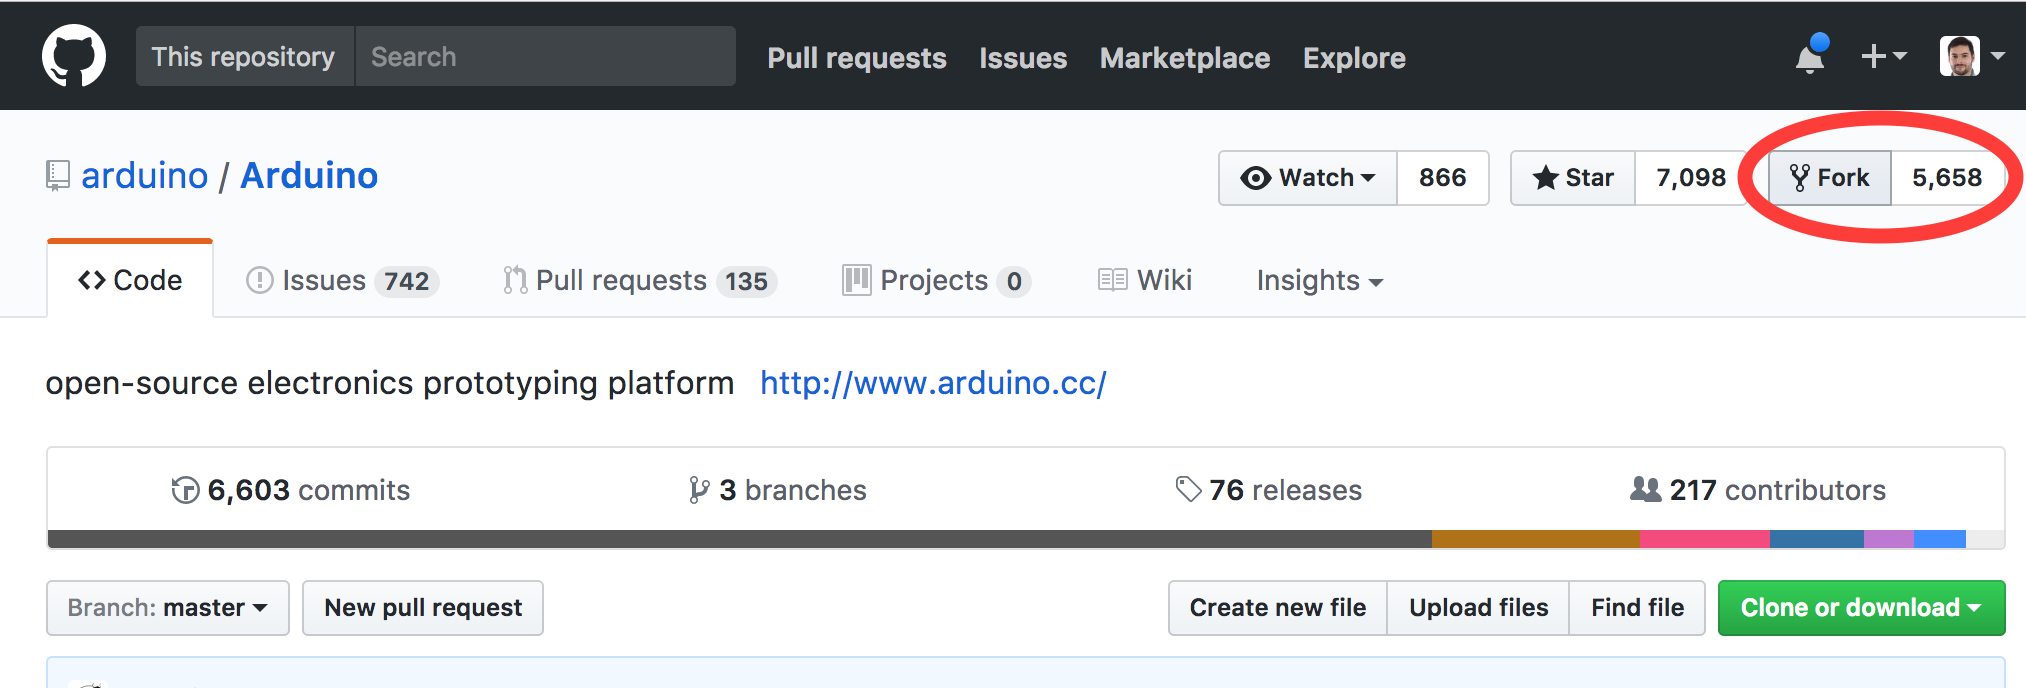 This repository Search Pull requests Issues Marketplace Explore
arduino / Arduino Watch 866 Star 7,098 Fork 5,658
Code Issues 742 Pull requests 135 Projects 0 Wiki Insights
open-source electronics prototyping platform http://www.arduino.cc/
6,603 commits 3 branches 76 releases 217 contributors
Branch: master New pull request Create new file Upload files Find file Clone or download